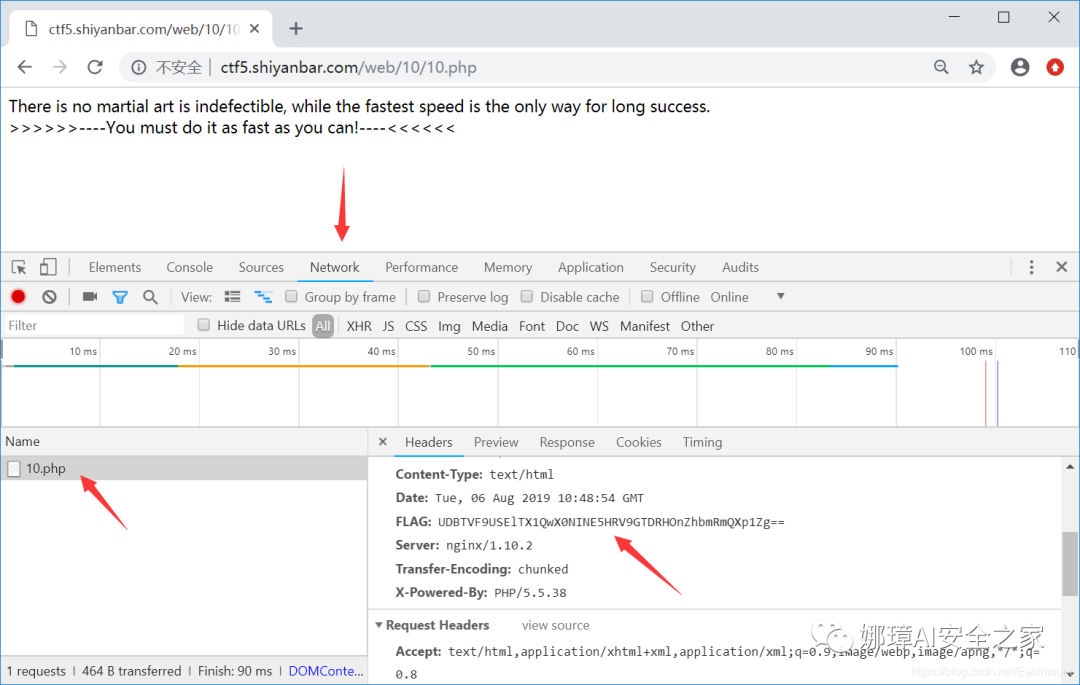 ctf5.shiyanbar.com/web/10/10
不安全 | ctf5.shiyanbar.com/web/10/10.php
There is no martial art is indefectible, while the fastest speed is the only way for long success.
>>>>>>----You must do it as fast as you can!----<<<<<<
Elements Console Sources Network Performance Memory Application Security Audits
View: Group by frame Preserve log Disable cache Offline Online
Filter Hide data URLs All XHR JS CSS Img Media Font Doc WS Manifest Other
10 ms 20 ms 30 ms 40 ms 50 ms 60 ms 70 ms 80 ms 90 ms 100 ms 110
Name
Headers Preview Response Cookies Timing
10.php
Content-Type: text/html
Date: Tue, 06 Aug 2019 10:48:54 GMT
FLAG: UDBTVF9USElTX1QwX0NINE5HRV9GTDRHOnZhbmRmQXp1Zg==
Server: nginx/1.10.2
Transfer-Encoding: chunked
X-Powered-By: PHP/5.5.38
Request Headers view source
Accept: text/html,application/xhtml+xml,application/xml;q=0.9,image/webp,image/apng,*/*;q=
0.8
1 requests | 464 B transferred | Finish: 90 ms | DOMConte...
娜璋AI安全之家
https://blog.csdn.net/Eastmount